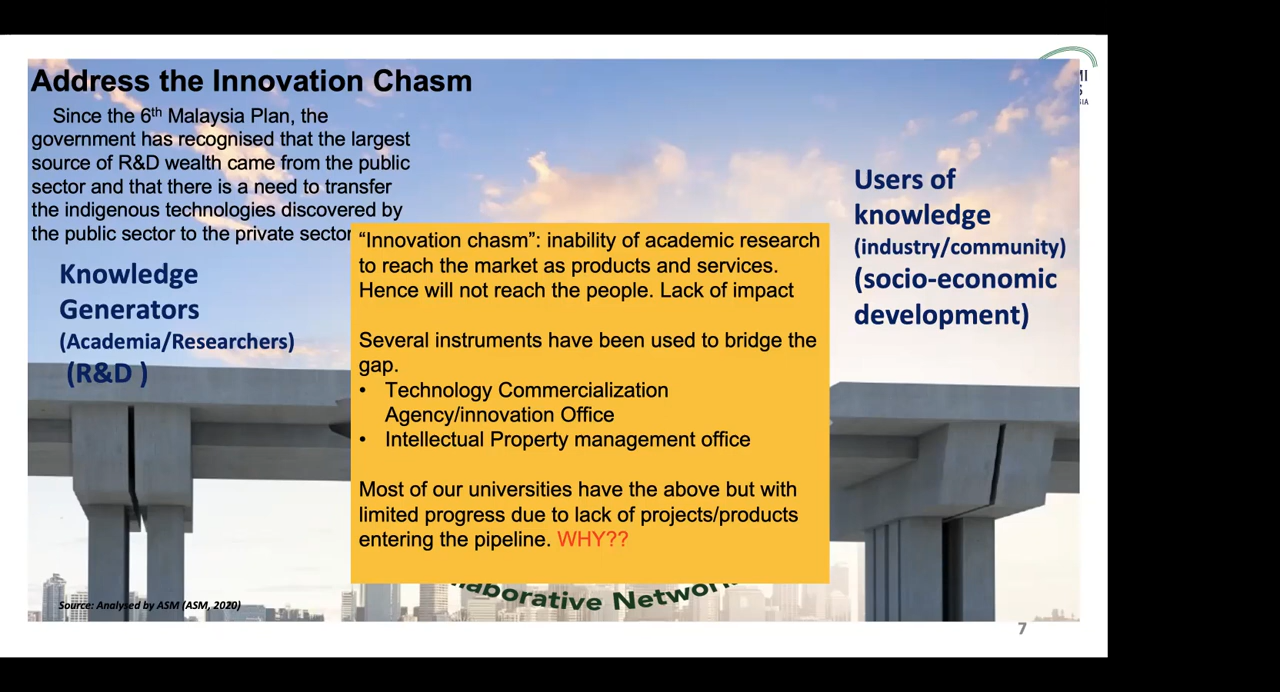 Address the Innovation Chasm
Since the 6th Malaysia Plan, the
government has recognised that the largest
source of R&D wealth came from the public
sector and that there is a need to transfer
the indigenous technologies discovered by
the public sector to the private sector
Knowledge
Generators
(Academia/Researchers)
(R&D )
“Innovation chasm”: inability of academic research
to reach the market as products and services.
Hence will not reach the people. Lack of impact
Several instruments have been used to bridge the
gap.
• Technology Commercialization
Agency/innovation Office
• Intellectual Property management office
Most of our universities have the above but with
limited progress due to lack of projects/products
entering the pipeline. WHY??
Users of
knowledge
(industry/community)
(socio-economic
development)
Source: Analysed by ASM (ASM, 2020)
7